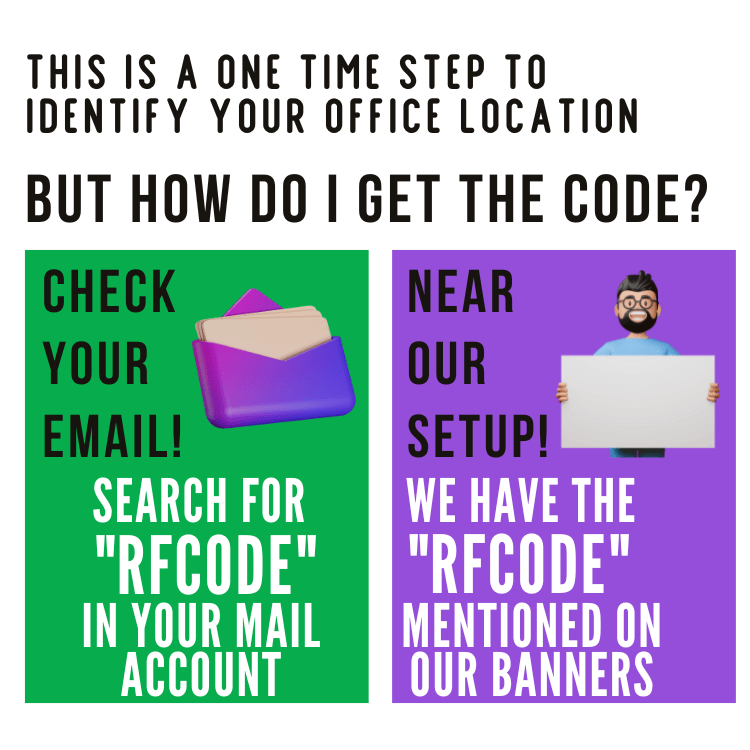 THIS IS A ONE TIME STEP TO
IDENTIFY YOUR OFFICE LOCATION
BUT HOW DO I GET THE CODE?
CHECK
YOUR
EMAIL!
SEARCH FOR
"RFCODE"
IN YOUR MAIL
ACCOUNT
NEAR
OUR
SETUP!
WE HAVE THE
"RFCODE"
MENTIONED ON
OUR BANNERS